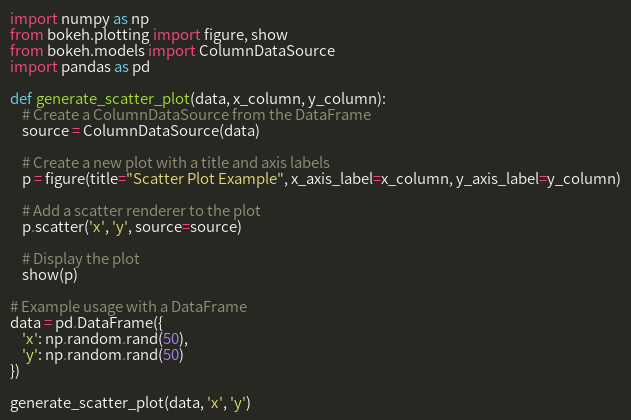 import numpy as np
from bokeh.plotting import figure, show
from bokeh.models import ColumnDataSource
import pandas as pd

def generate_scatter_plot(data, x_column, y_column):
    # Create a ColumnDataSource from the DataFrame
    source = ColumnDataSource(data)

    # Create a new plot with a title and axis labels
    p = figure(title="Scatter Plot Example", x_axis_label=x_column, y_axis_label=y_column)

    # Add a scatter renderer to the plot
    p.scatter('x', 'y', source=source)

    # Display the plot
    show(p)

# Example usage with a DataFrame
data = pd.DataFrame({
    'x': np.random.rand(50),
    'y': np.random.rand(50)
})

generate_scatter_plot(data, 'x', 'y')